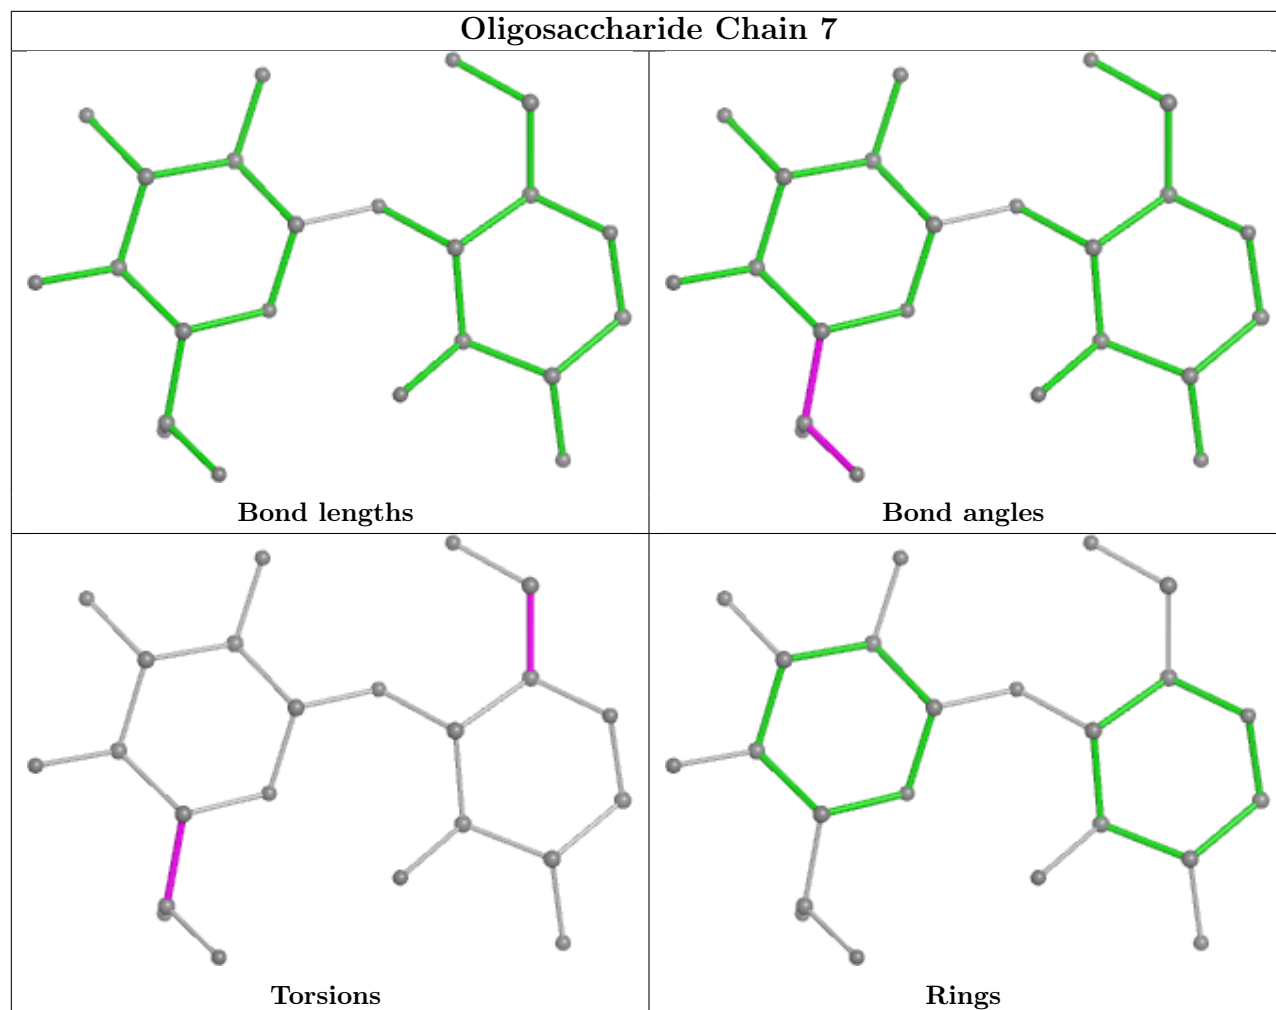 Oligosaccharide Chain 7
Bond lengths
Bond angles
Torsions
Rings